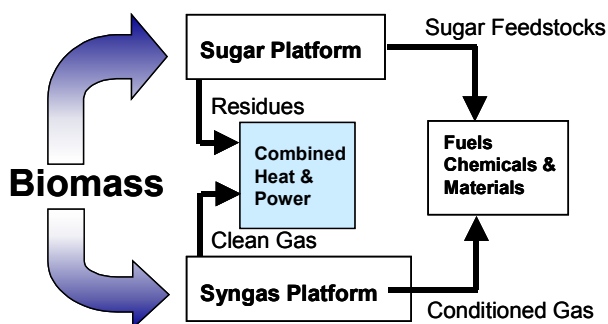 Sugar Platform
Sugar Feedstocks
Residues
Combined
Heat &
Power
Fuels
Chemicals &
Materials
Biomass
Clean Gas
Syngas Platform
Conditioned Gas